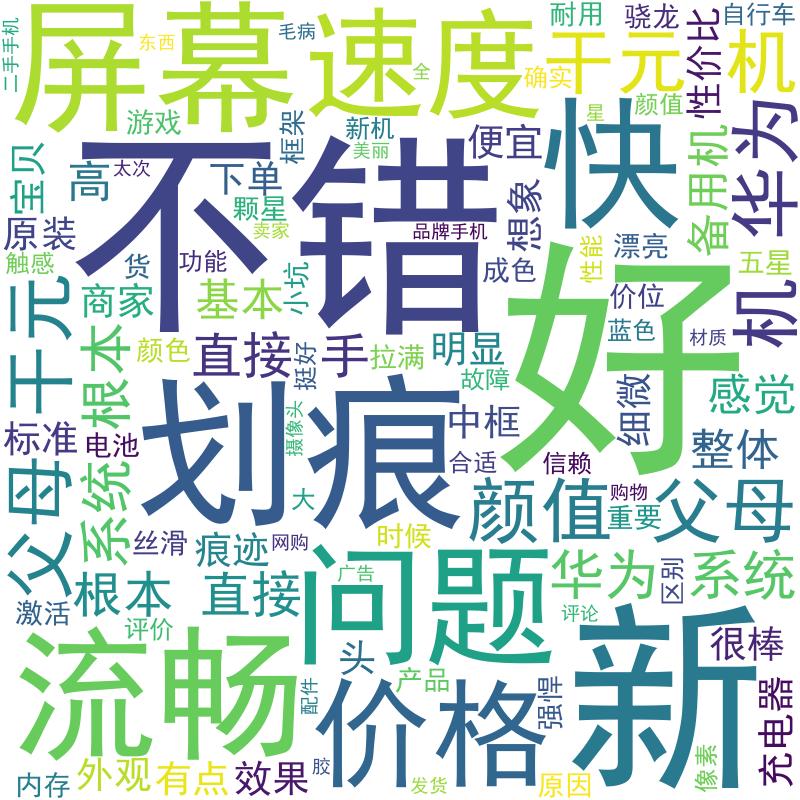 二手手机
屏幕
东西
毛病
速度
全
耐用
骁龙
自行车
确实
千元
机
性价比
颜值
星
游戏
框架
新机
美丽
便宜
快
华为
备用机
宝贝
不错
太次
高
下单
颗星
卖家
品牌手机
想象
原装
触感
货
功能
小坑
成色
好
性能
漂亮
五星
机
千元
商家
基本
价位
蓝色
材质
根本
颜色
直接
挺好
手
拉满
明显
故障
细微
感觉
标准
电池
划痕
摄像头
中框
合适
信赖
整体
父母
系统
丝滑
痕迹
网购
大
时候
颜值
购物
重要
父母
激活
根本
直接
问题
广告
华为
区别
系统
评价
评论
流畅
头
产品
新
很棒
配件
价格
强悍
充电器
内存
外观
有点
效果
胶
发货
原因
像素